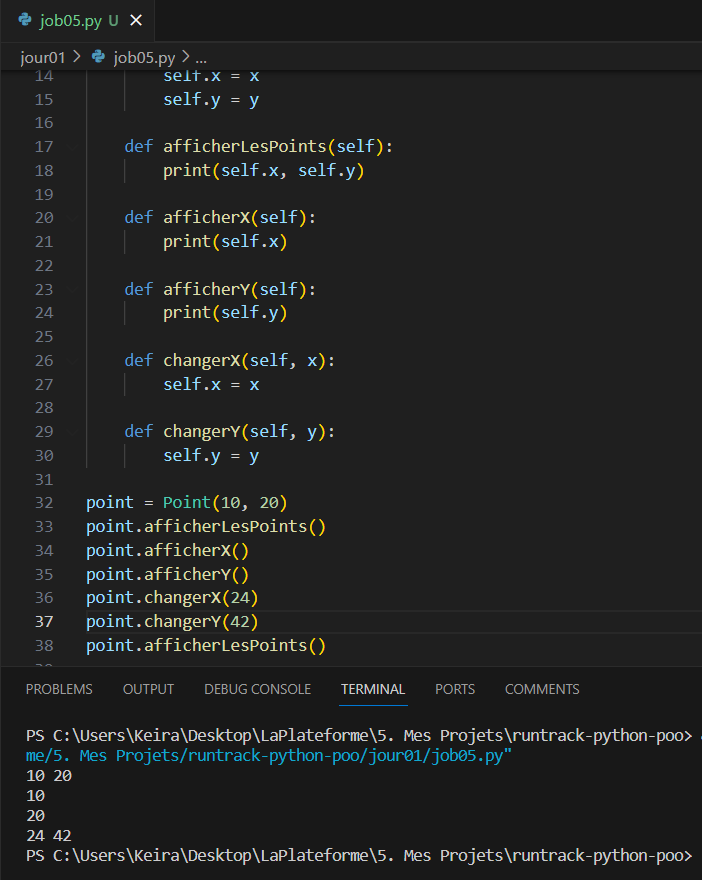 job05.py U
jour01 > job05.py > ...
14 self.x = x
15 self.y = y
16
17 def afficherLesPoints(self):
18 print(self.x, self.y)
19
20 def afficherX(self):
21 print(self.x)
22
23 def afficherY(self):
24 print(self.y)
25
26 def changerX(self, x):
27 self.x = x
28
29 def changerY(self, y):
30 self.y = y
31
32 point = Point(10, 20)
33 point.afficherLesPoints()
34 point.afficherX()
35 point.afficherY()
36 point.changerX(24)
37 point.changerY(42)
38 point.afficherLesPoints()
PROBLEMS OUTPUT DEBUG CONSOLE TERMINAL PORTS COMMENTS
PS C:\Users\Keira\Desktop\LaPlateforme\5. Mes Projets\runtrack-python-poo>
me/5. Mes Projets/runtrack-python-poo/jour01/job05.py"
10 20
10
20
24 42
PS C:\Users\Keira\Desktop\LaPlateforme\5. Mes Projets\runtrack-python-poo>